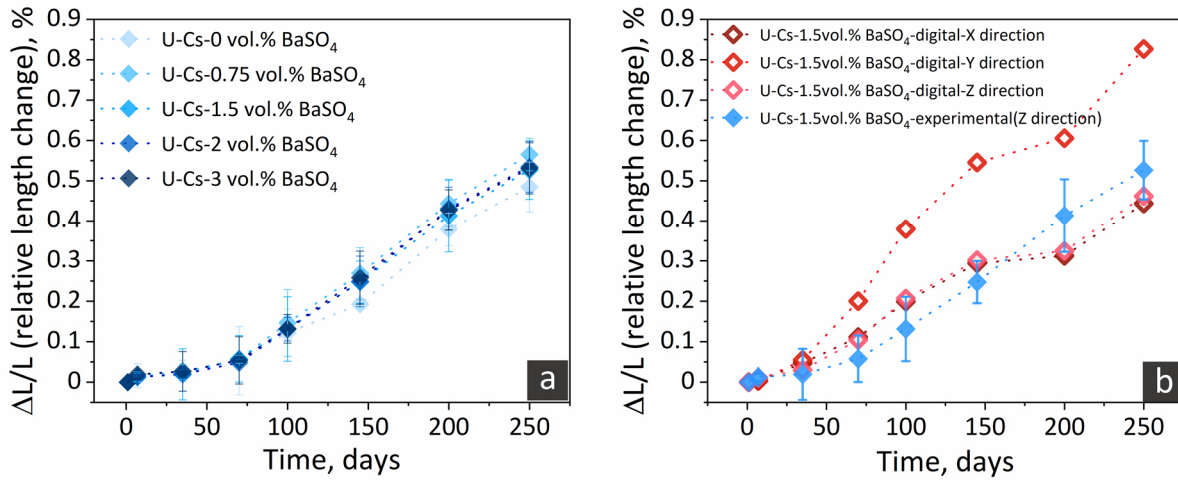 0.9
0.8
0.7
0.6
0.5
0.4
0.3
0.2
0.1
0
ΔL/L (relative length change), %
U-Cs-0 vol.% BaSO₄
U-Cs-0.75 vol.% BaSO₄
U-Cs-1.5 vol.% BaSO₄
U-Cs-2 vol.% BaSO₄
U-Cs-3 vol.% BaSO₄
a
0 50 100 150 200 250
Time, days
0.9
0.8
0.7
0.6
0.5
0.4
0.3
0.2
0.1
0
ΔL/L (relative length change), %
U-Cs-1.5vol.% BaSO₄-digital-X direction
U-Cs-1.5vol.% BaSO₄-digital-Y direction
U-Cs-1.5vol.% BaSO₄-digital-Z direction
U-Cs-1.5vol.% BaSO₄-experimental(Z direction)
b
0 50 100 150 200 250
Time, days